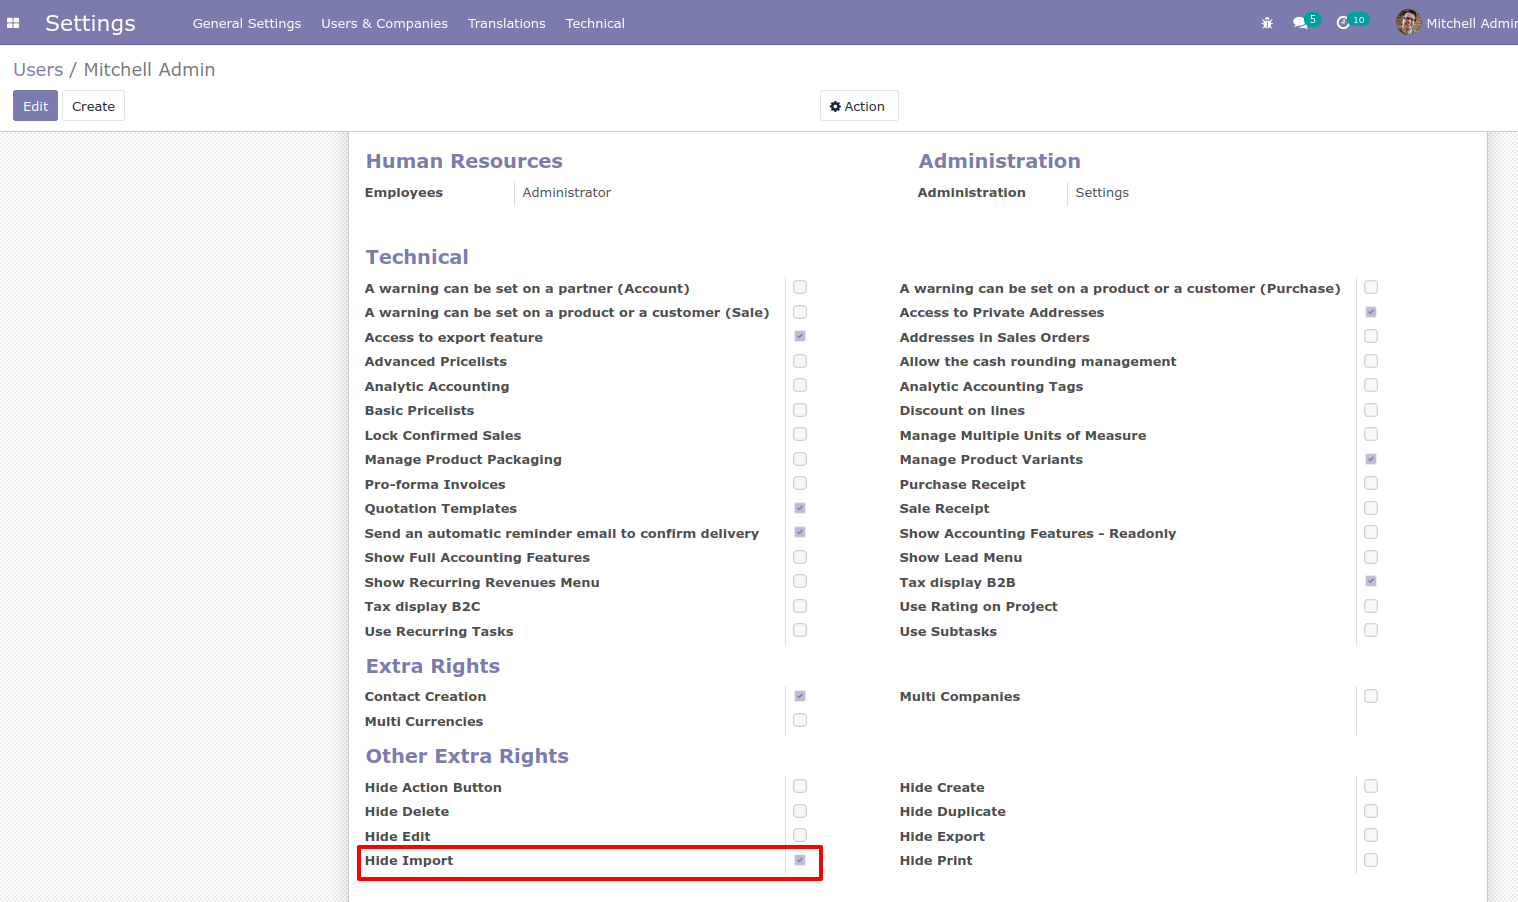 Settings General Settings Users & Companies Translations Technical 5 10 Mitchell Admin
Users / Mitchell Admin
Edit Create Action
Human Resources Administration
Employees Administrator Administration Settings
Technical
A warning can be set on a partner (Account) A warning can be set on a product or a customer (Purchase)
A warning can be set on a product or a customer (Sale) Access to Private Addresses
Access to export feature Addresses in Sales Orders
Advanced Pricelists Allow the cash rounding management
Analytic Accounting Analytic Accounting Tags
Basic Pricelists Discount on lines
Lock Confirmed Sales Manage Multiple Units of Measure
Manage Product Packaging Manage Product Variants
Pro-forma Invoices Purchase Receipt
Quotation Templates Sale Receipt
Send an automatic reminder email to confirm delivery Show Accounting Features - Readonly
Show Full Accounting Features Show Lead Menu
Show Recurring Revenues Menu Tax display B2B
Tax display B2C Use Rating on Project
Use Recurring Tasks Use Subtasks
Extra Rights
Contact Creation Multi Companies
Multi Currencies
Other Extra Rights
Hide Action Button Hide Create
Hide Delete Hide Duplicate
Hide Edit Hide Export
Hide Import Hide Print